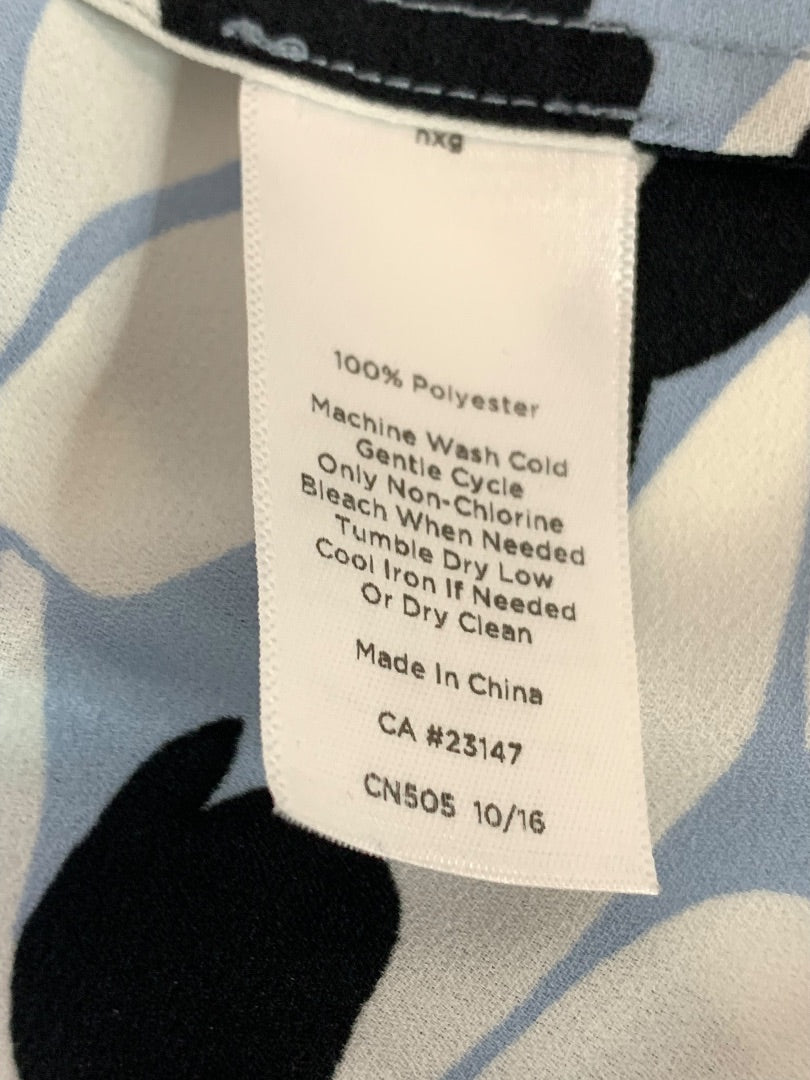 nxg
100% Polyester
Machine Wash Cold
Gentle Cycle
Only Non-Chlorine
Bleach When Needed
Tumble Dry Low
Cool Iron If Needed
Or Dry Clean
Made In China
CA #23147
CN505 10/16